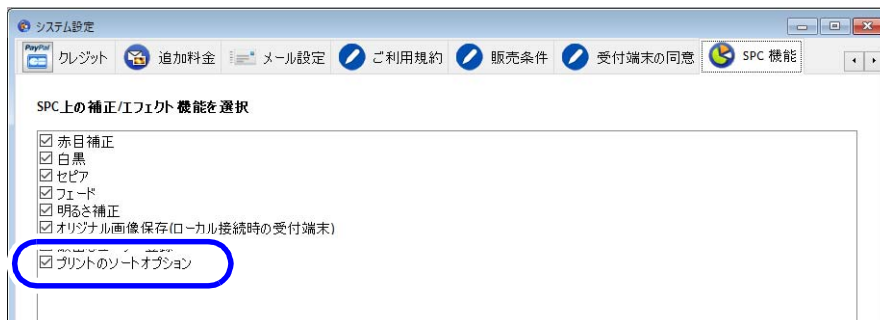 システム設定
PayPal クレジット 追加料金 メール設定 ご利用規約 販売条件 受付端末の同意 SPC 機能
SPC上の補正/エフェクト機能を選択
赤目補正
白黒
セピア
フェード
明るさ補正
オリジナル画像保存(ローカル接続時の受付端末)
プリントのソートオプション